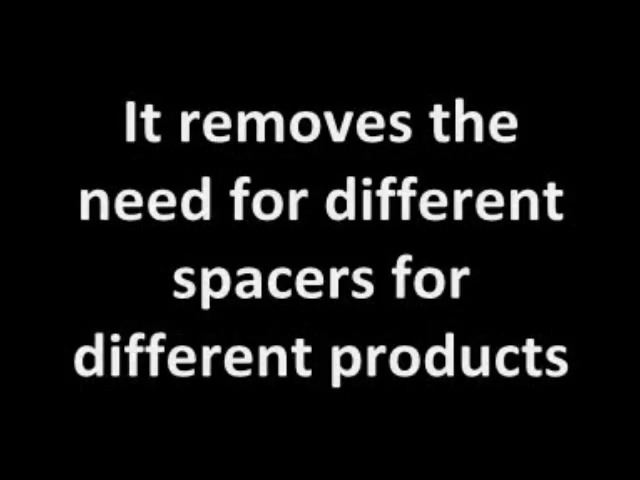 It removes the
need for different
spacers for
different products